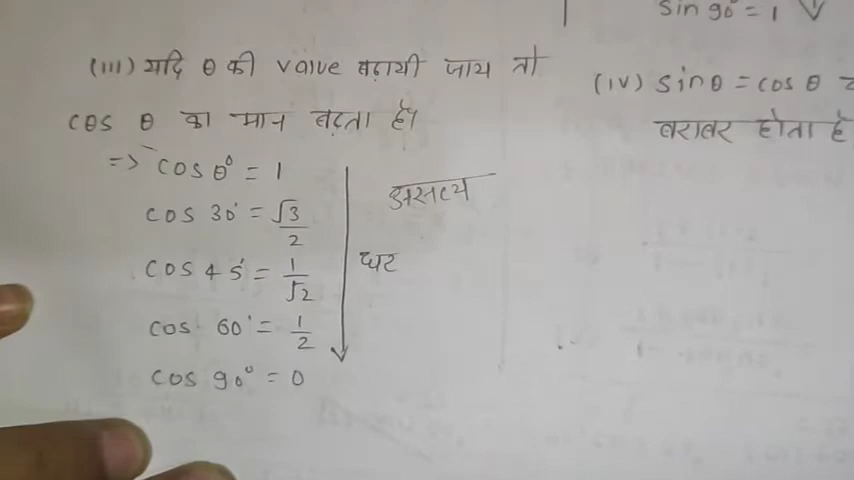 sin 90° = 1
(iii) यदि θ की value बढ़ायी जाय तो
cos θ का मान बढ़ता है।
=> cos θ° = 1
cos 30° = √3/2
cos 45° = 1/√2
cos 60° = 1/2
cos 90° = 0
असत्य
घट
(iv) sin θ = cos θ
बराबर होता है